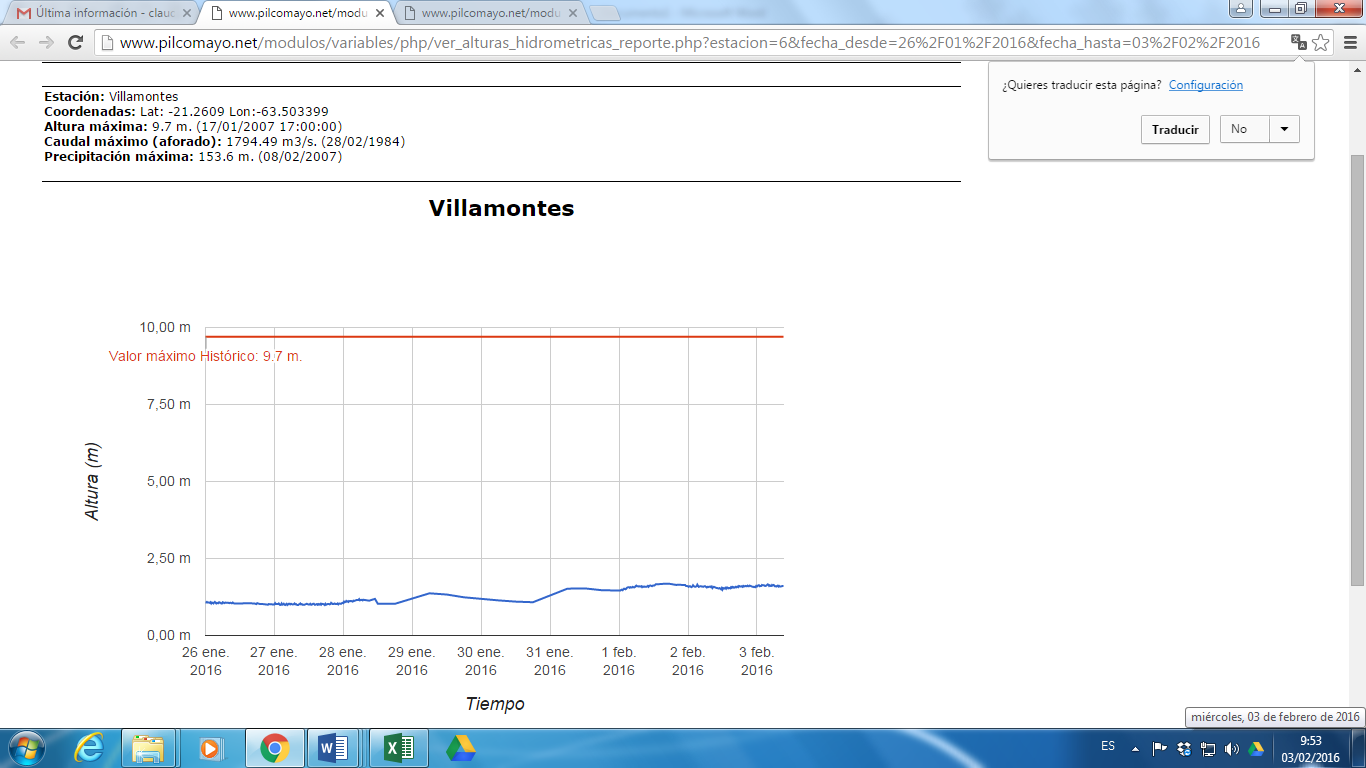 Última información - clauc
www.pilcomayo.net/modu
www.pilcomayo.net/modu
www.pilcomayo.net/modulos/variables/php/ver_alturas_hidrometricas_reporte.php?estacion=6&fecha_desde=26%2F01%2F2016&fecha_hasta=03%2F02%2F2016
¿Quieres traducir esta página? Configuración
Traducir
No
Estación: Villamontes
Coordenadas: Lat: -21.2609 Lon:-63.503399
Altura máxima: 9.7 m. (17/01/2007 17:00:00)
Caudal máximo (aforado): 1794.49 m3/s. (28/02/1984)
Precipitación máxima: 153.6 m. (08/02/2007)
Villamontes
10,00 m
Valor máximo Histórico: 9.7 m.
7,50 m
5,00 m
2,50 m
0,00 m
Altura (m)
26 ene. 27 ene. 28 ene. 29 ene. 30 ene. 31 ene. 1 feb. 2 feb. 3 feb.
2016 2016 2016 2016 2016 2016 2016 2016 2016
Tiempo
miércoles, 03 de febrero de 2016
ES
9:53
03/02/2016